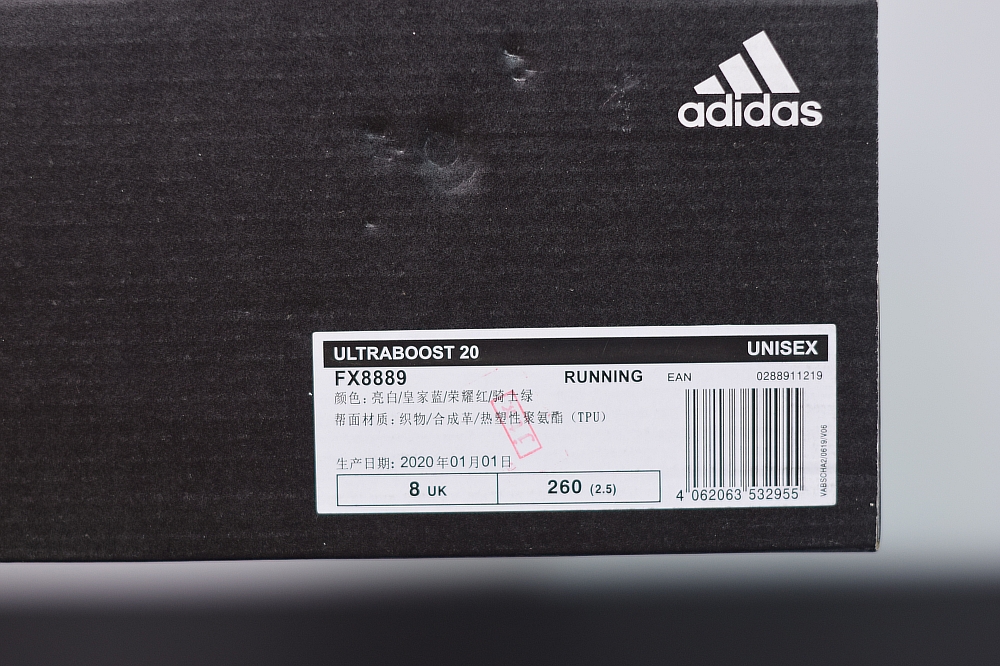 adidas
ULTRABOOST 20 UNISEX
FX8889 RUNNING EAN 0288911219
颜色: 亮白/皇家蓝/荣耀红/骑士绿
帮面材质: 织物/合成革/热塑性聚氨酯（TPU）
生产日期: 2020年01月01日
8 UK 260 (2.5)
4 062063 532955
VABSCHA2/0619/V06